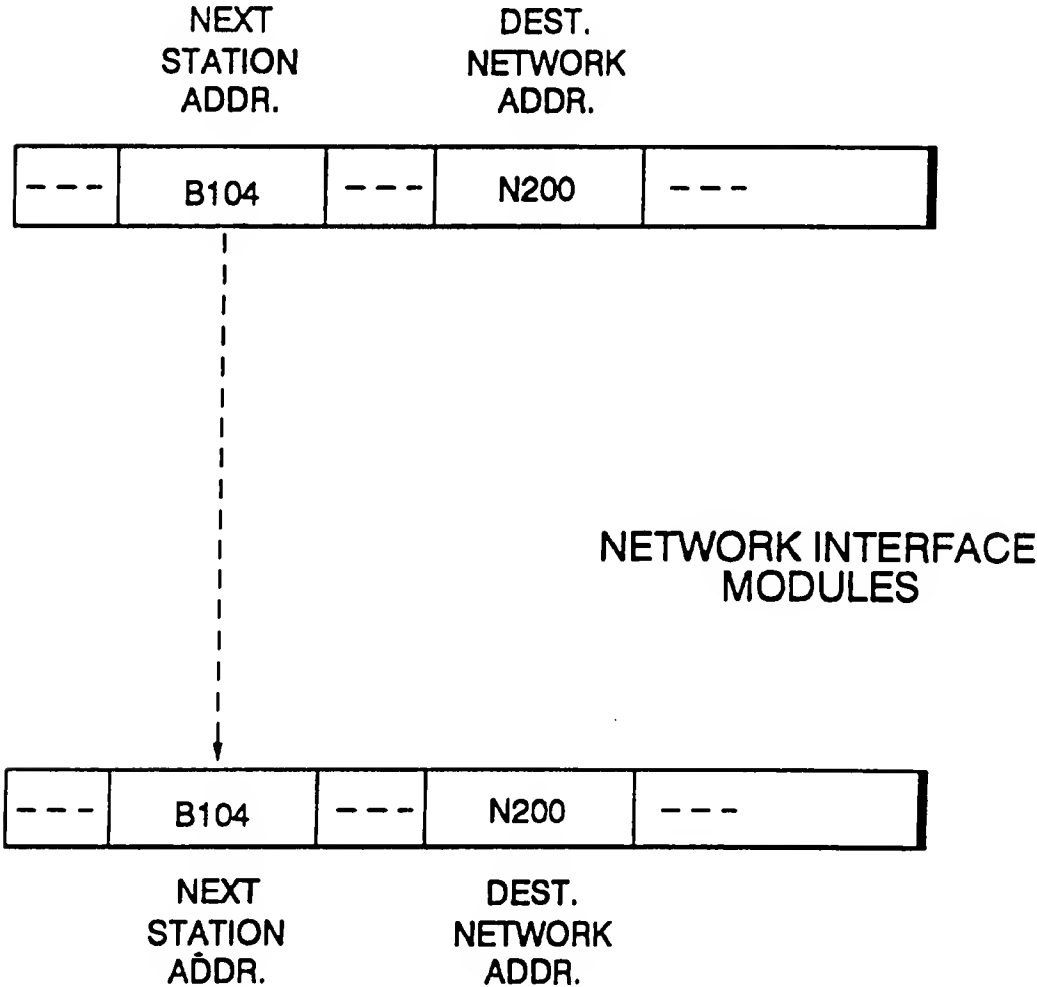 NEXT
STATION
ADDR.
DEST.
NETWORK
ADDR.
--- B104 --- N200 ---
NETWORK INTERFACE
MODULES
--- B104 --- N200 ---
NEXT
STATION
ADDR.
DEST.
NETWORK
ADDR.